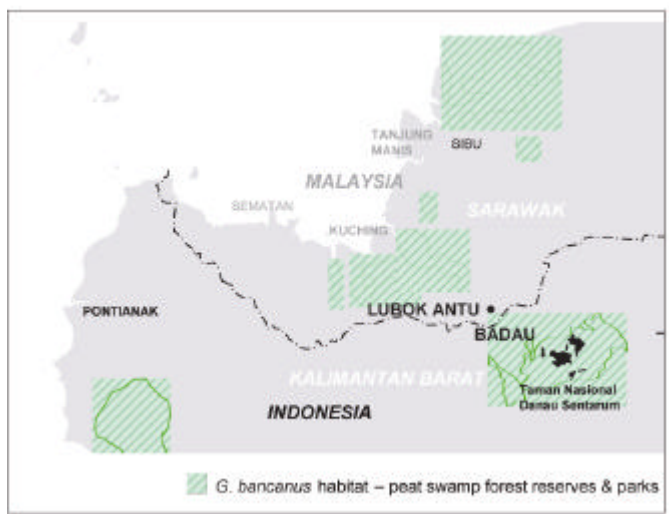 TANJUNG
MANIS
SIBU
MALAYSIA
SEMATAN
SARAWAK
KUCHING
PONTIANAK
LUBOK ANTU
BADAU
KALIMANTAN BARAT
Taman Nasional
Danau Sentarum
INDONESIA
G. bancanus habitat – peat swamp forest reserves & parks